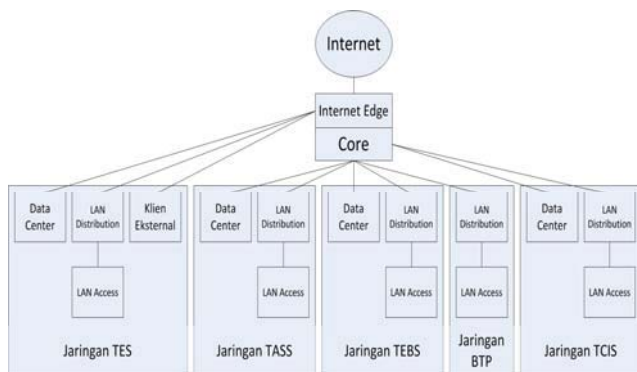 Internet
Internet Edge
Core
Data
Center
LAN
Distribution
Klien
Eksternal
LAN Access
Jaringan TES
Data
Center
LAN
Distribution
LAN Access
Jaringan TASS
Data
Center
LAN
Distribution
LAN Access
Jaringan TEBS
LAN
Distribution
LAN Access
Jaringan
BTP
Data
Center
LAN
Distribution
LAN Access
Jaringan TCIS